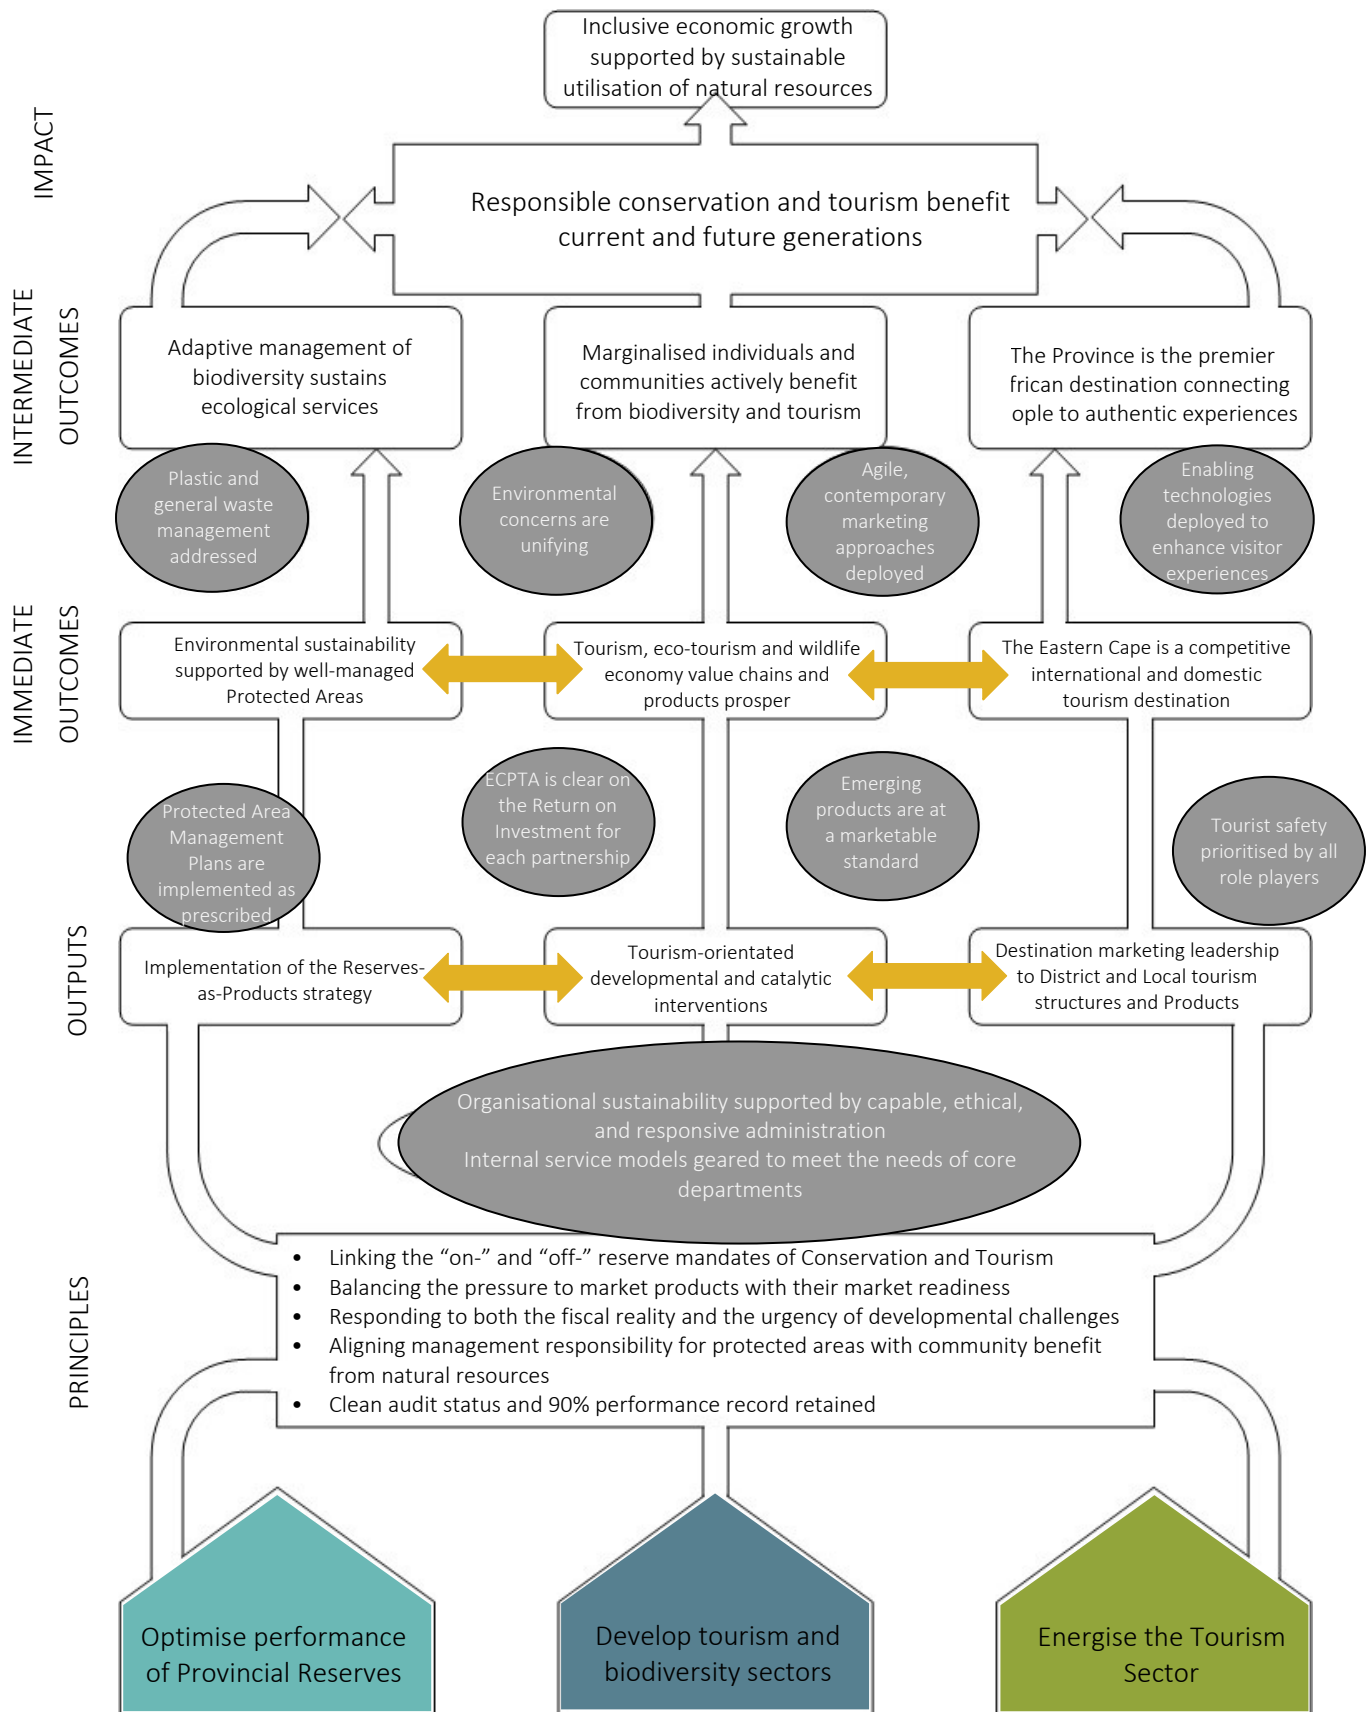 Inclusive economic growth
supported by sustainable
utilisation of natural resources
IMPACT
Responsible conservation and tourism benefit
current and future generations
INTERMEDIATE
OUTCOMES
Adaptive management of
biodiversity sustains
ecological services
Marginalised individuals and
communities actively benefit
from biodiversity and tourism
The Province is the premier
frican destination connecting
ople to authentic experiences
Plastic and
general waste
management
addressed
Environmental
concerns are
unifying
Agile,
contemporary
marketing
approaches
deployed
Enabling
technologies
deployed to
enhance visitor
experiences
IMMEDIATE
OUTCOMES
Environmental sustainability
supported by well-managed
Protected Areas
Tourism, eco-tourism and wildlife
economy value chains and
products prosper
The Eastern Cape is a competitive
international and domestic
tourism destination
Protected Area
Management
Plans are
implemented as
prescribed
ECPTA is clear on
the Return on
Investment for
each partnership
Emerging
products are at
a marketable
standard
Tourist safety
prioritised by all
role players
OUTPUTS
Implementation of the Reserves-
as-Products strategy
Tourism-orientated
developmental and catalytic
interventions
Destination marketing leadership
to District and Local tourism
structures and Products
Organisational sustainability supported by capable, ethical,
and responsive administration
Internal service models geared to meet the needs of core
departments
PRINCIPLES
• Linking the “on-” and “off-” reserve mandates of Conservation and Tourism
• Balancing the pressure to market products with their market readiness
• Responding to both the fiscal reality and the urgency of developmental challenges
• Aligning management responsibility for protected areas with community benefit
from natural resources
• Clean audit status and 90% performance record retained
Optimise performance
of Provincial Reserves
Develop tourism and
biodiversity sectors
Energise the Tourism
Sector